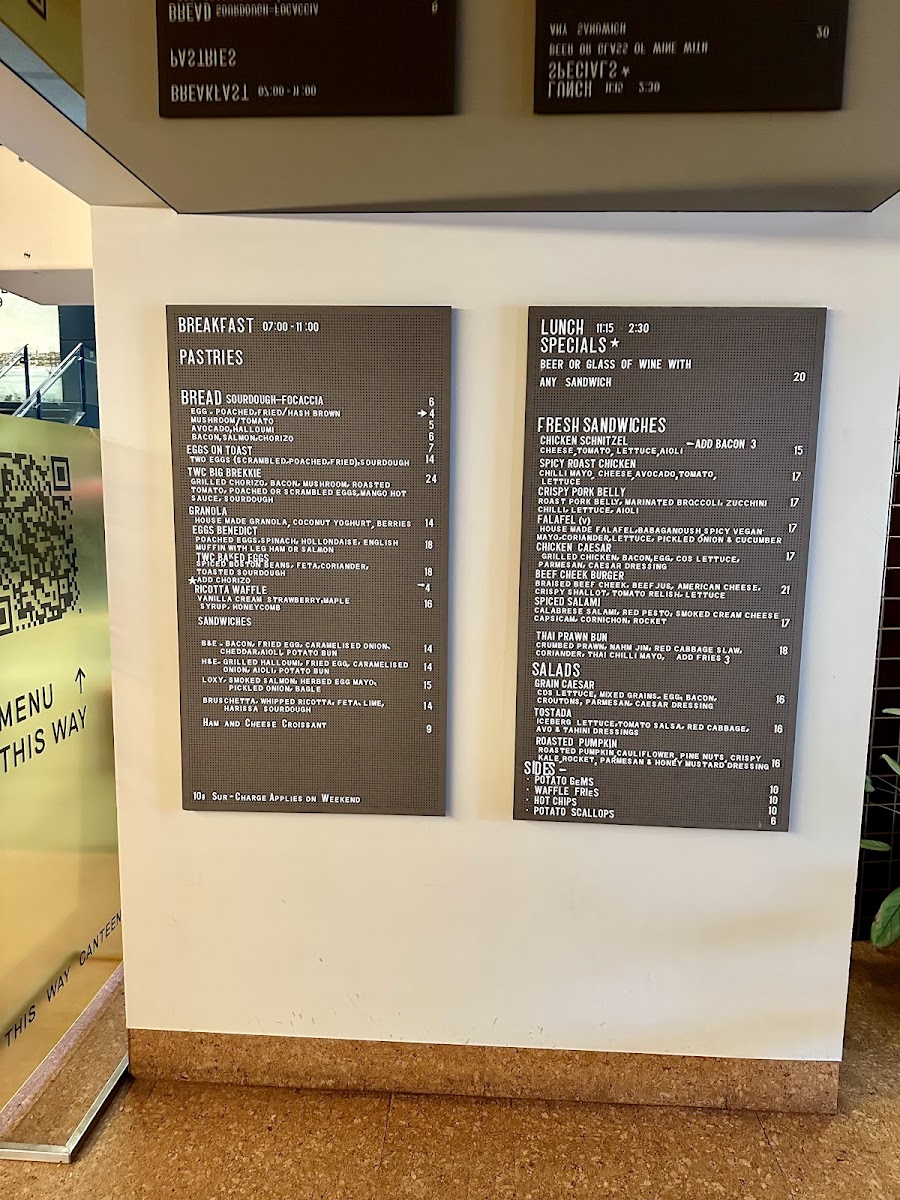 BREAKFAST 07:00 - 11:00
PASTRIES
BREAD SOURDOUGH-FOCACCIA 6
EGG - POACHED, FRIED/HASH BROWN → 4
MUSHROOM/TOMATO 5
AVOCADO, HALLOUMI 6
BACON, SALMON, CHORIZO 7
EGGS ON TOAST
TWO EGGS (SCRAMBLED, POACHED, FRIED), SOURDOUGH 14
TWC BIG BREKKIE 24
GRILLED CHORIZO, BACON, MUSHROOM, ROASTED
TOMATO, POACHED OR SCRAMBLED EGGS, MANGO HOT
SAUCE, SOURDOUGH
GRANOLA
HOUSE MADE GRANOLA, COCONUT YOGHURT, BERRIES 14
EGGS BENEDICT
POACHED EGGS, SPINACH, HOLLONDAISE, ENGLISH
MUFFIN WITH LEG HAM OR SALMON 18
TWC BAKED EGGS
SPICED BOSTON BEANS, FETA, CORIANDER,
TOASTED SOURDOUGH 18
★ADD CHORIZO - 4
RICOTTA WAFFLE
VANILLA CREAM STRAWBERRY, MAPLE
SYRUP, HONEYCOMB 16
SANDWICHES
B&E - BACON, FRIED EGG, CARAMELISED ONION,
CHEDDAR, AIOLI, POTATO BUN 14
H&E- GRILLED HALLOUMI, FRIED EGG, CARAMELISED
ONION, AIOLI, POTATO BUN 14
LOXY- SMOKED SALMON, HERBED EGG MAYO,
PICKLED ONION, BAGLE 15
BRUSCHETTA, WHIPPED RICOTTA, FETA, LIME,
HARISSA SOURDOUGH 14
HAM AND CHEESE CROISSANT 9
SUR-CHARGE APPLIES ON WEEKEND
LUNCH 11:15 - 2:30
SPECIALS★
BEER OR GLASS OF WINE WITH
ANY SANDWICH 20
FRESH SANDWICHES
CHICKEN SCHNITZEL -ADD BACON 3
CHEESE, TOMATO, LETTUCE, AIOLI 15
SPICY ROAST CHICKEN
CHILLI MAYO, CHEESE, AVOCADO, TOMATO, 17
LETTUCE
CRISPY PORK BELLY
ROAST PORK BELLY, MARINATED BROCCOLI, ZUCCHINI 17
CHILLI, LETTUCE, AIOLI
FALAFEL (V)
HOUSE MADE FALAFEL, BABAGANOUSH SPICY VEGAN 17
MAYO, CORIANDER, LETTUCE, PICKLED ONION & CUCUMBER
CHICKEN CAESAR
GRILLED CHICKEN, BACON, EGG, COS LETTUCE, 17
PARMESAN, CAESAR DRESSING
BEEF CHEEK BURGER
BRAISED BEEF CHEEK, BEEF JUS, AMERICAN CHEESE, 21
CRISPY SHALLOT, TOMATO RELISH, LETTUCE
SPICED SALAMI
CALABRESE SALAMI, RED PESTO, SMOKED CREAM CHEESE
CAPSICAM, CORNICHON, ROCKET 17
THAI PRAWN BUN
CRUMBED PRAWN, NAHM JIM, RED CABBAGE SLAW, 18
CORIANDER, THAI CHILLI MAYO, ADD FRIES 3
SALADS
GRAIN CAESAR
COS LETTUCE, MIXED GRAINS, EGG, BACON, 16
CROUTONS, PARMESAN, CAESAR DRESSING
TOSTADA
ICEBERG LETTUCE, TOMATO SALSA, RED CABBAGE, 16
AVO & TAHINI DRESSINGS
ROASTED PUMPKIN
ROASTED PUMPKIN, CAULIFLOWER, PINE NUTS, CRISPY
KALE, ROCKET, PARMESAN & HONEY MUSTARD DRESSING 16
SIDES -
· POTATO GEMS 10
· WAFFLE FRIES 10
· HOT CHIPS 10
· POTATO SCALLOPS 6
MENU ↑
THIS WAY
THIS WAY CANTEEN